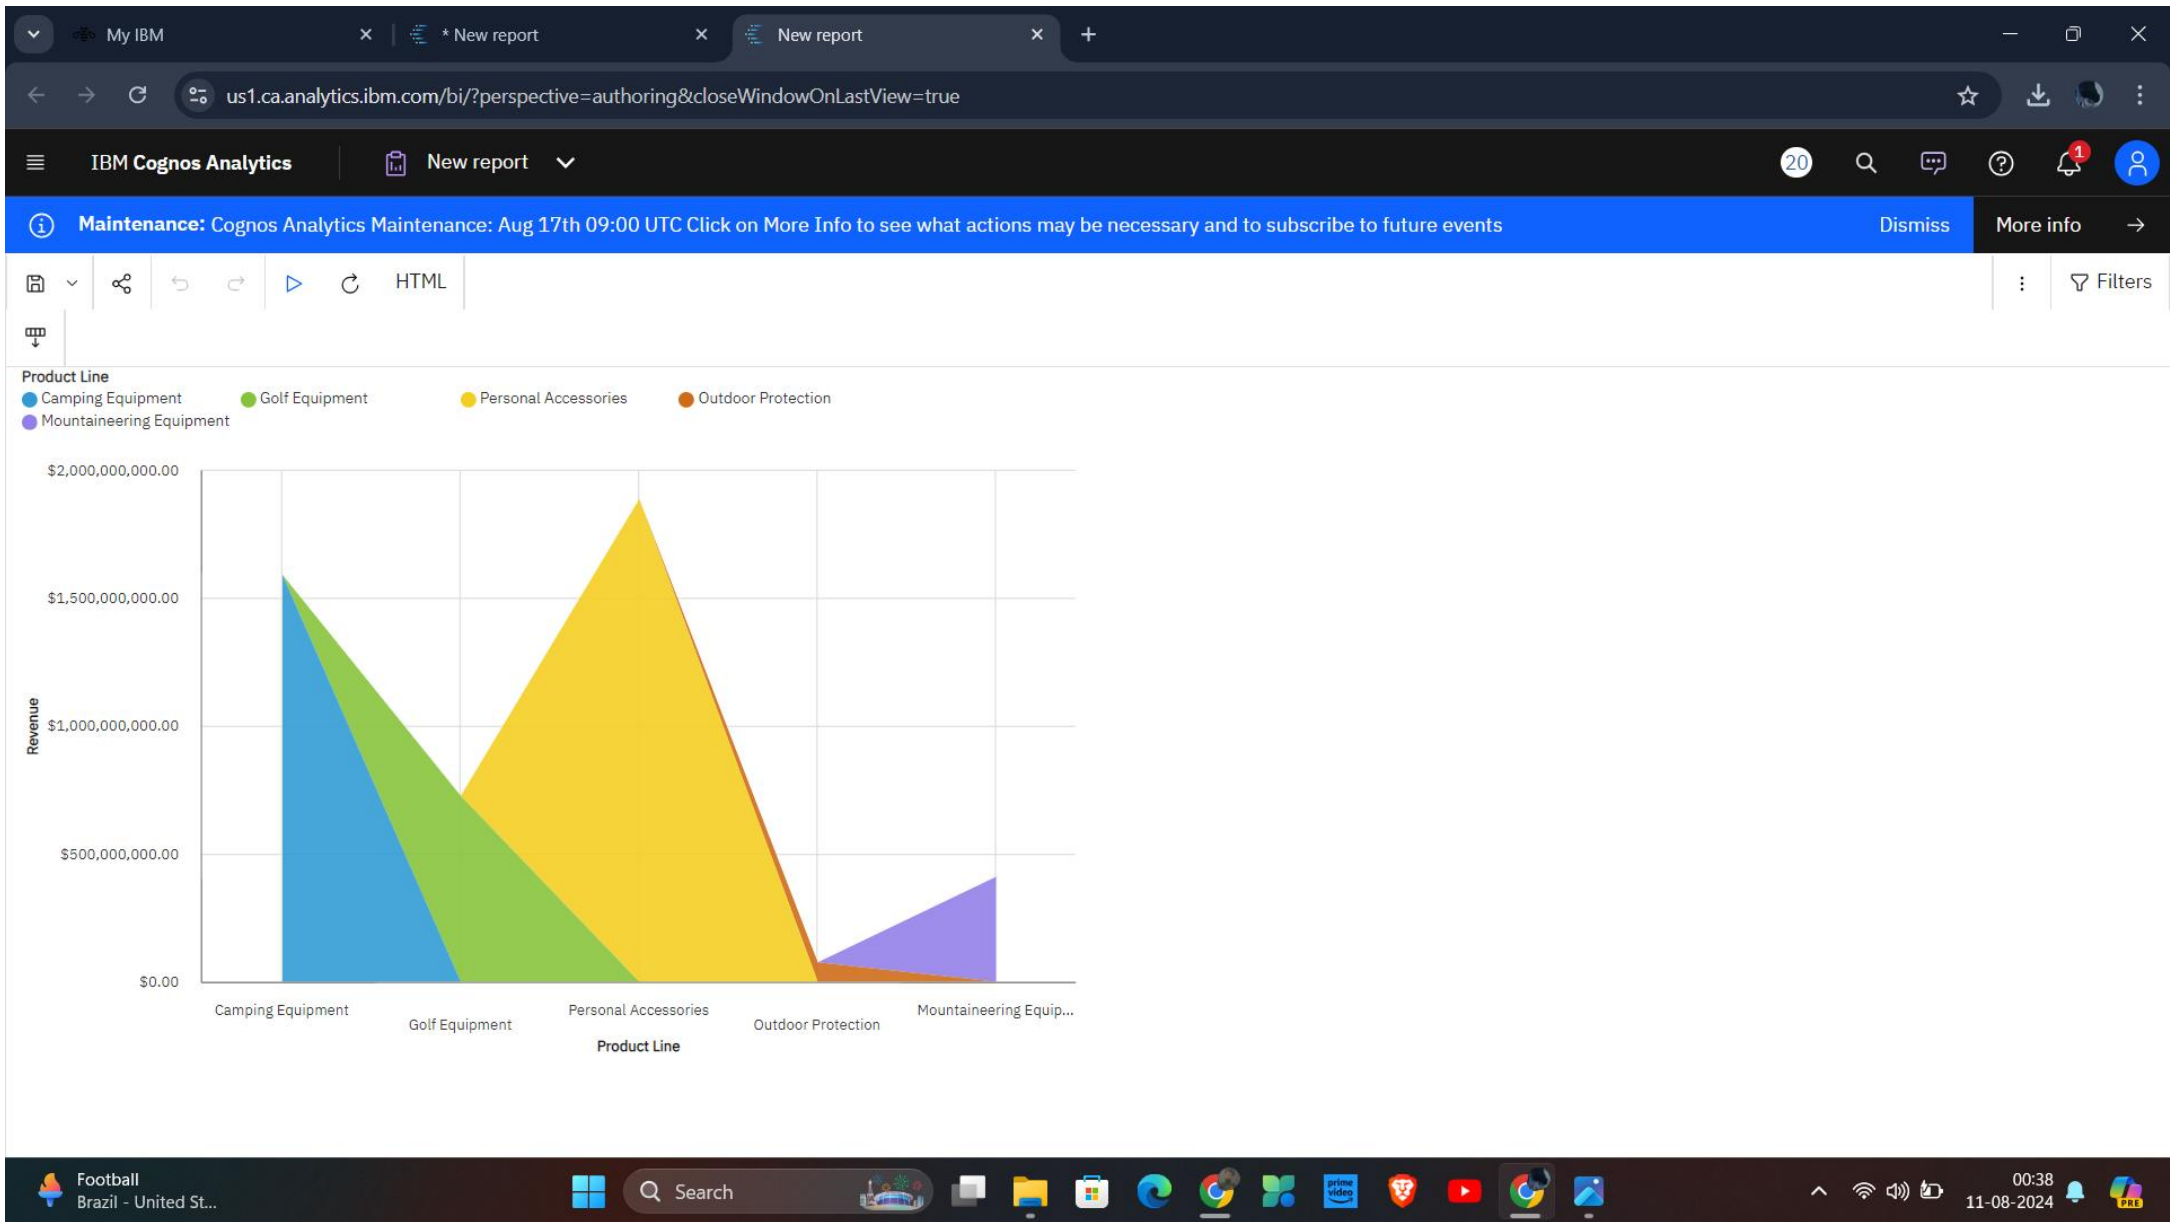 My IBM
* New report
New report
us1.ca.analytics.ibm.com/bi/?perspective=authoring&closeWindowOnLastView=true
IBM Cognos Analytics
New report
20
1
Maintenance: Cognos Analytics Maintenance: Aug 17th 09:00 UTC Click on More Info to see what actions may be necessary and to subscribe to future events
Dismiss
More info
HTML
Filters
Product Line
Camping Equipment
Golf Equipment
Personal Accessories
Outdoor Protection
Mountaineering Equipment
$2,000,000,000.00
$1,500,000,000.00
$1,000,000,000.00
$500,000,000.00
$0.00
Revenue
Camping Equipment
Golf Equipment
Personal Accessories
Outdoor Protection
Mountaineering Equip...
Product Line
Football
Brazil - United St...
Search
prime
video
00:38
11-08-2024
PRE